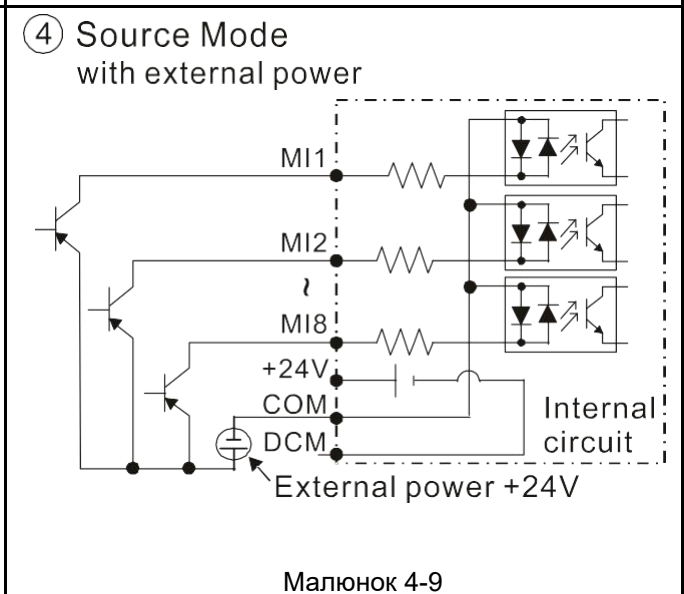 ④ Source Mode
with external power
MI1
MI2
~
MI8
+24V
COM
DCM
Internal
circuit
External power +24V
Малюнок 4-9